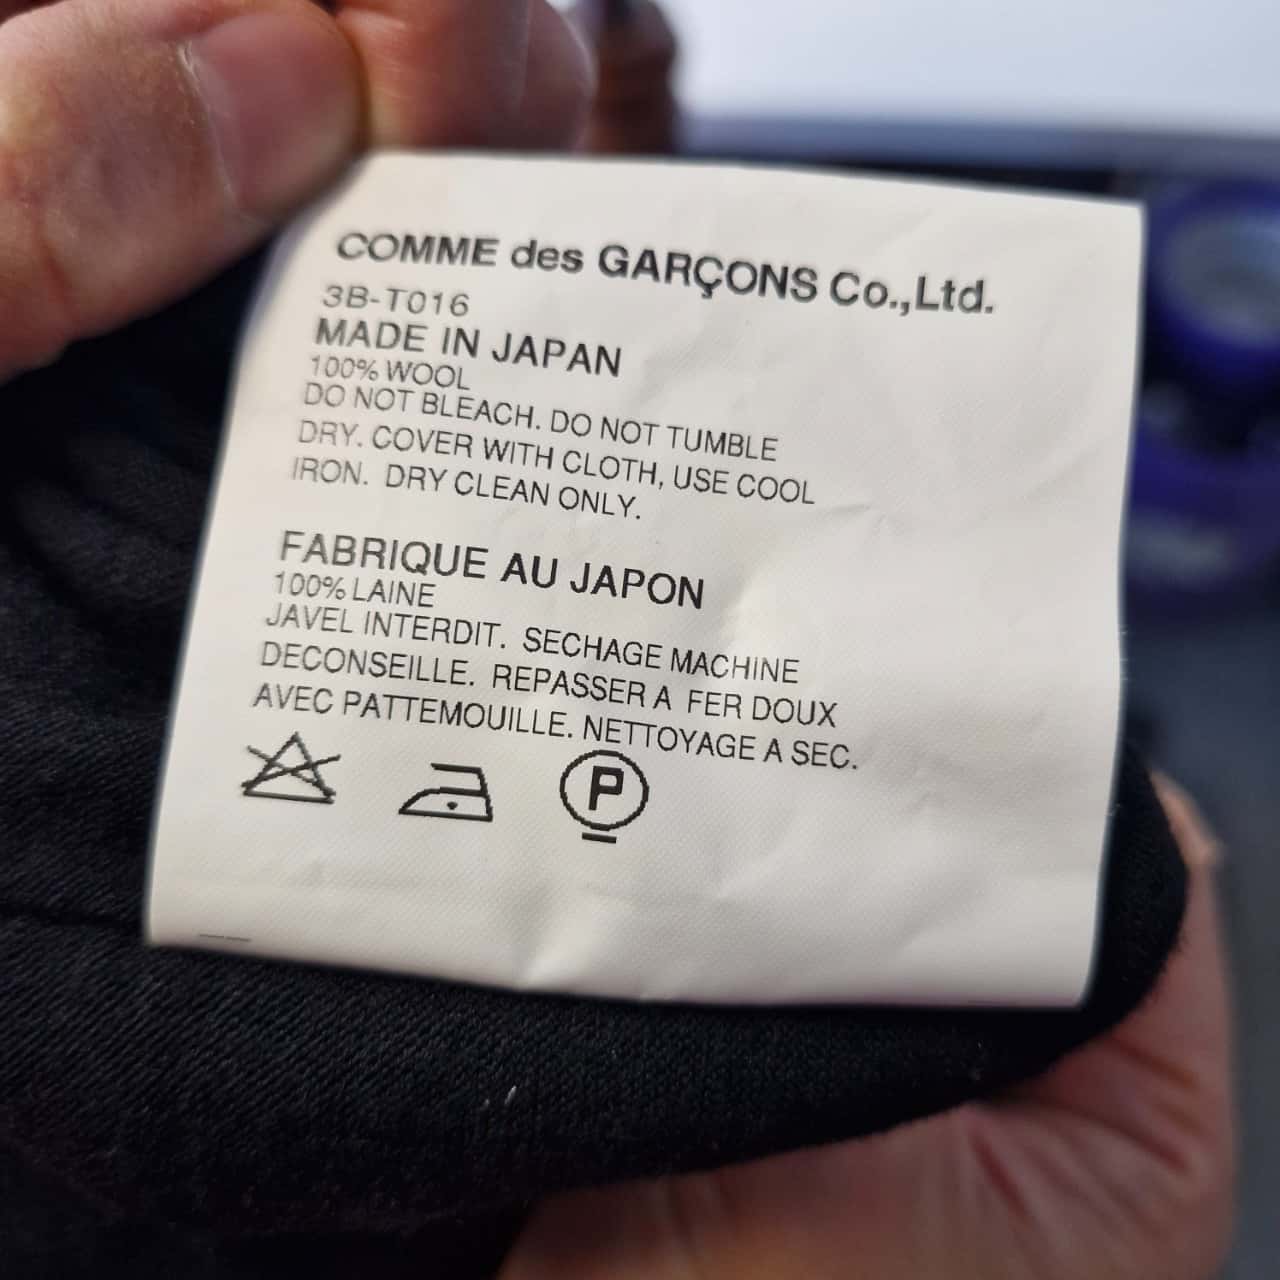 COMME des GARÇONS Co.,Ltd.
3B-T016
MADE IN JAPAN
100% WOOL
DO NOT BLEACH. DO NOT TUMBLE
DRY. COVER WITH CLOTH, USE COOL
IRON. DRY CLEAN ONLY.
FABRIQUE AU JAPON
100% LAINE
JAVEL INTERDIT. SECHAGE MACHINE
DECONSEILLE. REPASSER A FER DOUX
AVEC PATTEMOUILLE. NETTOYAGE A SEC.
P